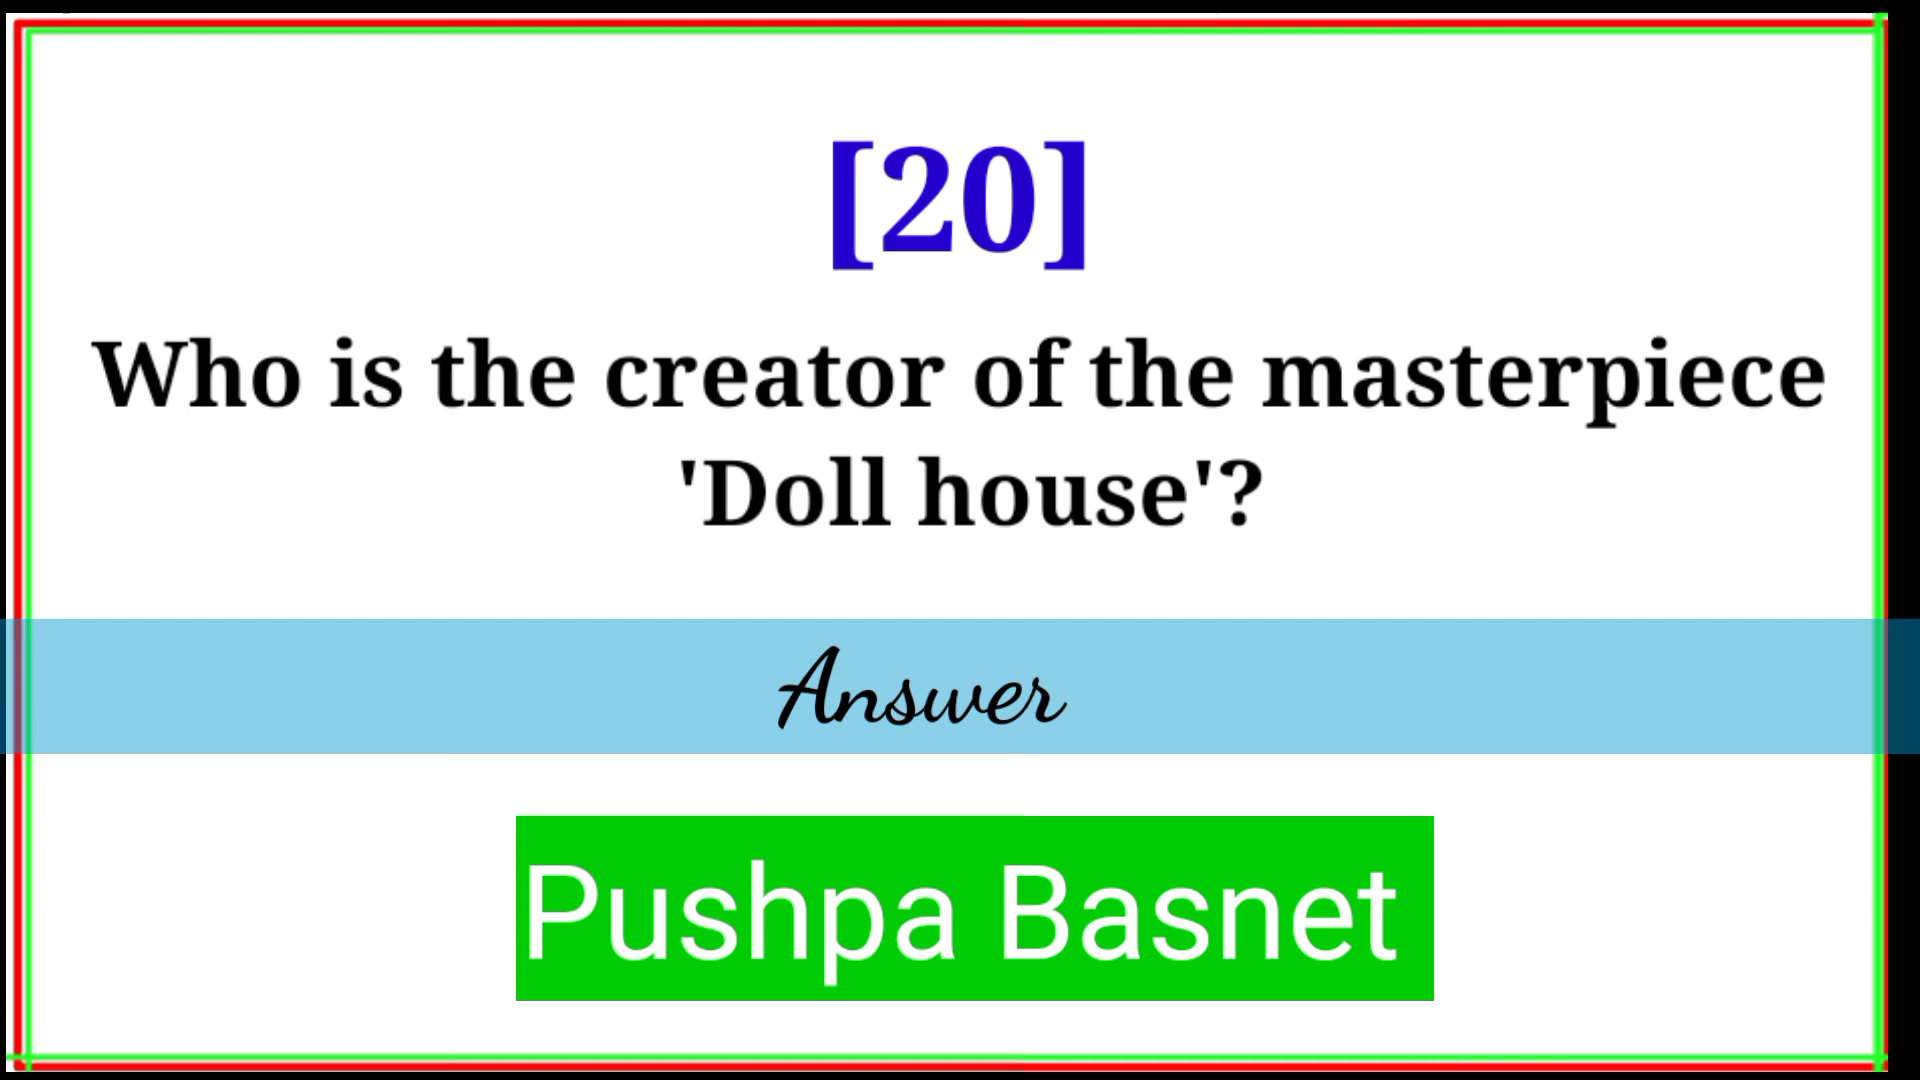 [20]
Who is the creator of the masterpiece
'Doll house'?
Answer
Pushpa Basnet